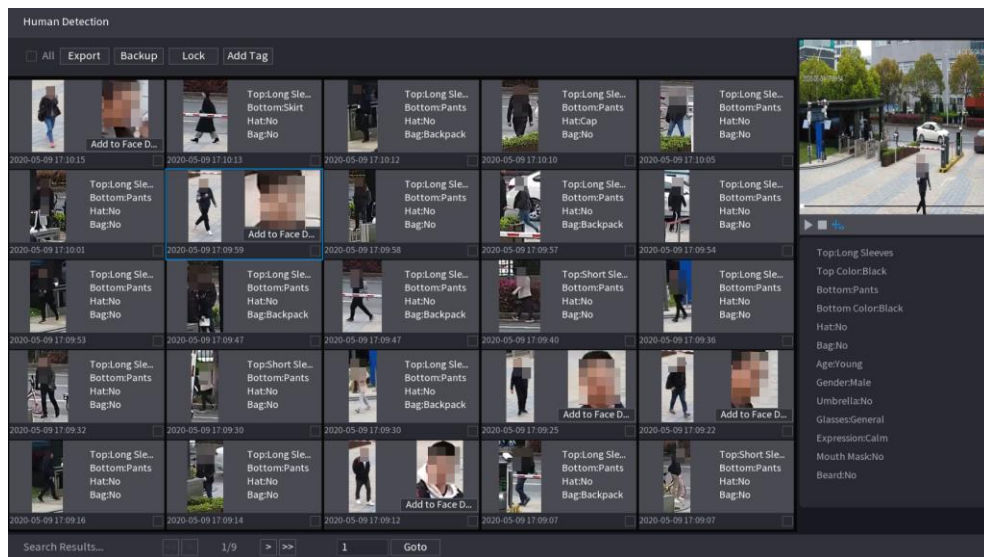 Human Detection
All Export Backup Lock Add Tag
Add to Face D...
2020-05-09 17:10:15
Top:Long Sle...
Bottom:Skirt
Hat:No
Bag:No
2020-05-09 17:10:13
Top:Long Sle...
Bottom:Pants
Hat:No
Bag:Backpack
2020-05-09 17:10:12
Top:Long Sle...
Bottom:Pants
Hat:Cap
Bag:No
2020-05-09 17:10:10
Top:Long Sle...
Bottom:Pants
Hat:No
Bag:No
2020-05-09 17:10:05
Top:Long Sle...
Bottom:Pants
Hat:No
Bag:No
2020-05-09 17:10:01
Add to Face D...
2020-05-09 17:09:59
Top:Long Sle...
Bottom:Pants
Hat:No
Bag:No
2020-05-09 17:09:58
Top:Long Sle...
Bottom:Pants
Hat:No
Bag:Backpack
2020-05-09 17:09:57
Top:Long Sle...
Bottom:Pants
Hat:No
Bag:No
2020-05-09 17:09:54
Top:Long Sle...
Bottom:Pants
Hat:No
Bag:No
2020-05-09 17:09:53
Top:Long Sle...
Bottom:Pants
Hat:No
Bag:Backpack
2020-05-09 17:09:47
Top:Long Sle...
Bottom:Pants
Hat:No
Bag:Backpack
2020-05-09 17:09:47
Top:Short Sle...
Bottom:Pants
Hat:No
Bag:No
2020-05-09 17:09:40
Top:Long Sle...
Bottom:Pants
Hat:No
Bag:No
2020-05-09 17:09:36
Top:Long Sle...
Bottom:Pants
Hat:No
Bag:No
2020-05-09 17:09:32
Top:Short Sle...
Bottom:Pants
Hat:No
Bag:No
2020-05-09 17:09:30
Top:Long Sle...
Bottom:Pants
Hat:No
Bag:Backpack
2020-05-09 17:09:30
Add to Face D...
2020-05-09 17:09:25
Add to Face D...
2020-05-09 17:09:22
Top:Long Sle...
Bottom:Pants
Hat:No
Bag:No
2020-05-09 17:09:16
Top:Long Sle...
Bottom:Pants
Hat:No
Bag:No
2020-05-09 17:09:14
Add to Face D...
2020-05-09 17:09:12
Top:Long Sle...
Bottom:Pants
Hat:No
Bag:Backpack
2020-05-09 17:09:07
Top:Short Sle...
Bottom:Pants
Hat:No
Bag:No
2020-05-09 17:09:07
Top:Long Sleeves
Top Color:Black
Bottom:Pants
Bottom Color:Black
Hat:No
Bag:No
Age:Young
Gender:Male
Umbrella:No
Glasses:General
Expression:Calm
Mouth Mask:No
Beard:No
Search Results... 1/9 > >> 1 Goto